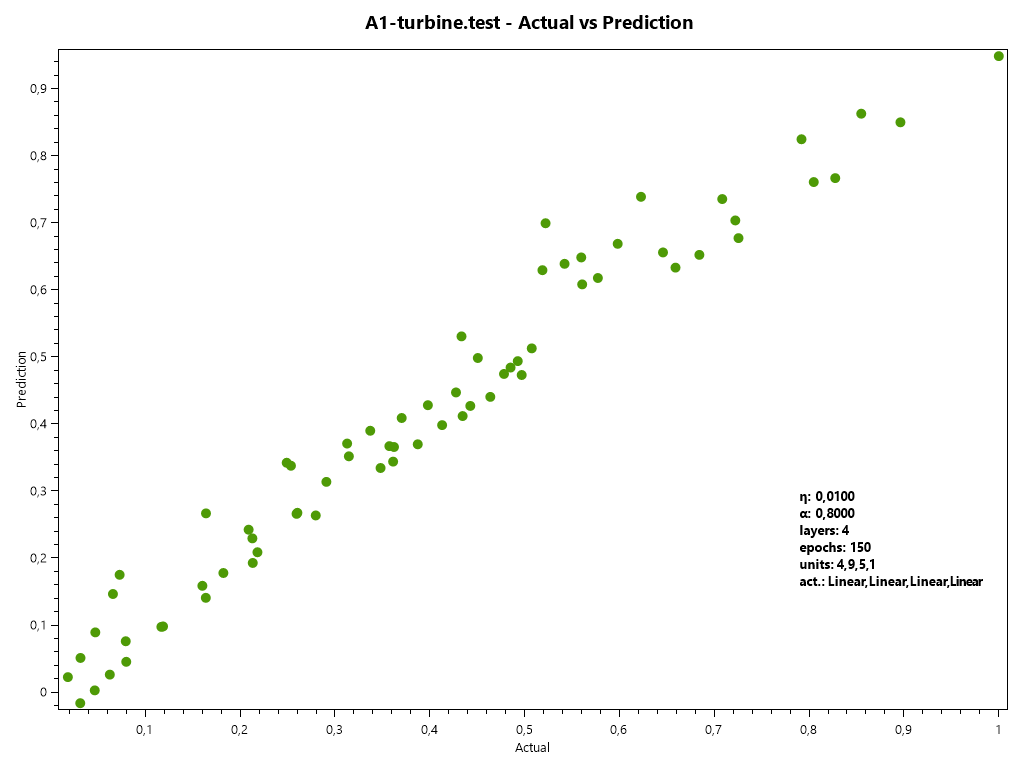 A1-turbine.test - Actual vs Prediction
0,9
0,8
0,7
0,6
0,5
0,4
0,3
0,2
0,1
0
Prediction
η: 0,0100
α: 0,8000
layers: 4
epochs: 150
units: 4,9,5,1
act.: Linear,Linear,Linear,Linear
0,1 0,2 0,3 0,4 0,5 0,6 0,7 0,8 0,9 1
Actual